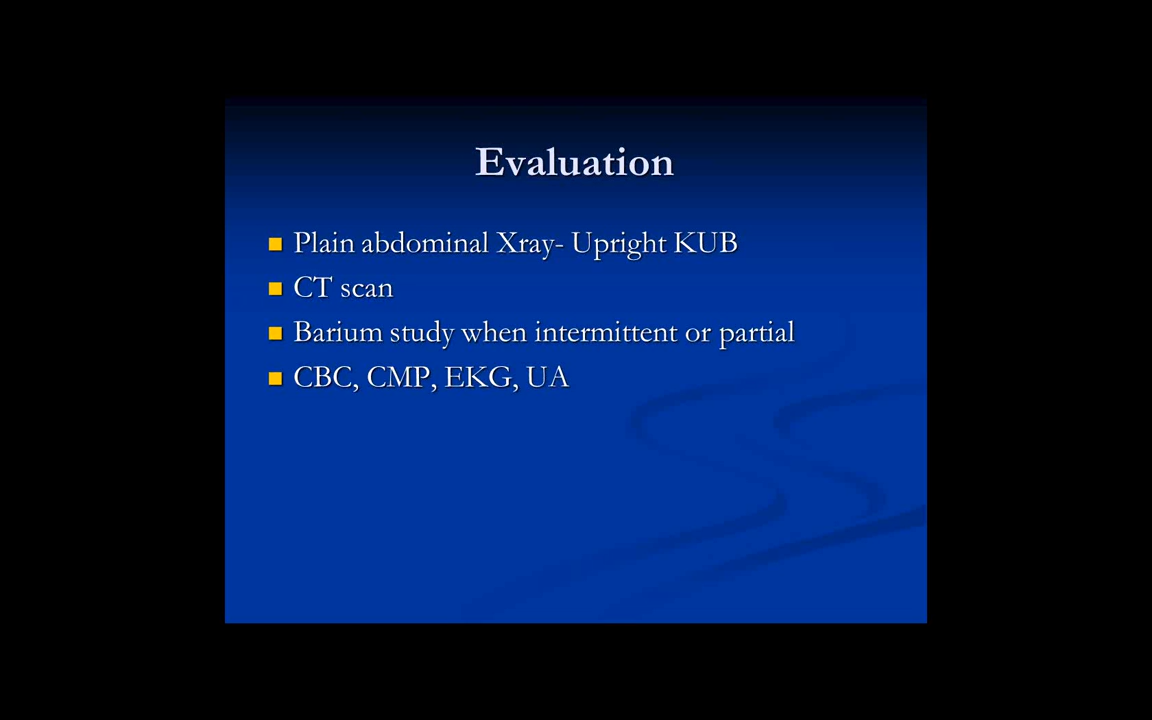 Evaluation
Plain abdominal Xray- Upright KUB
CT scan
Barium study when intermittent or partial
CBC, CMP, EKG, UA